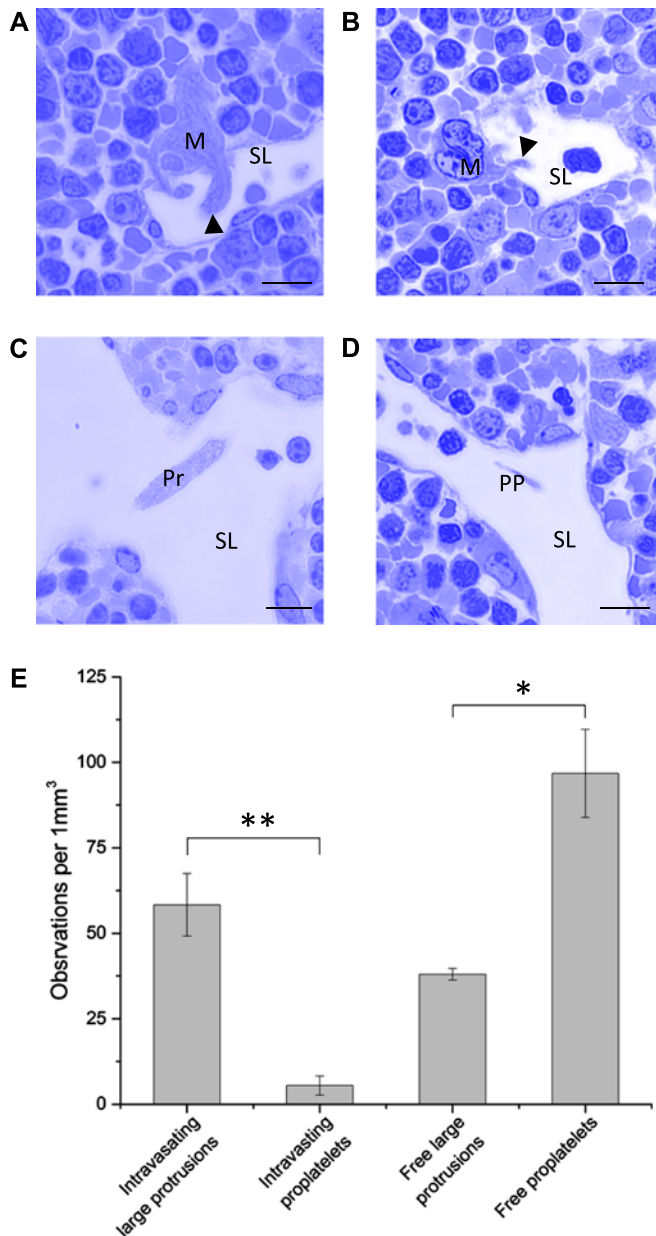 A
M
SL
B
M
SL
C
Pr
SL
D
PP
SL
E
125
100
75
50
25
0
Obsrvations per 1mm³
**
*
Intravasating
large protrusions
Intravasting
proplatelets
Free large
protrusions
Free proplatelets